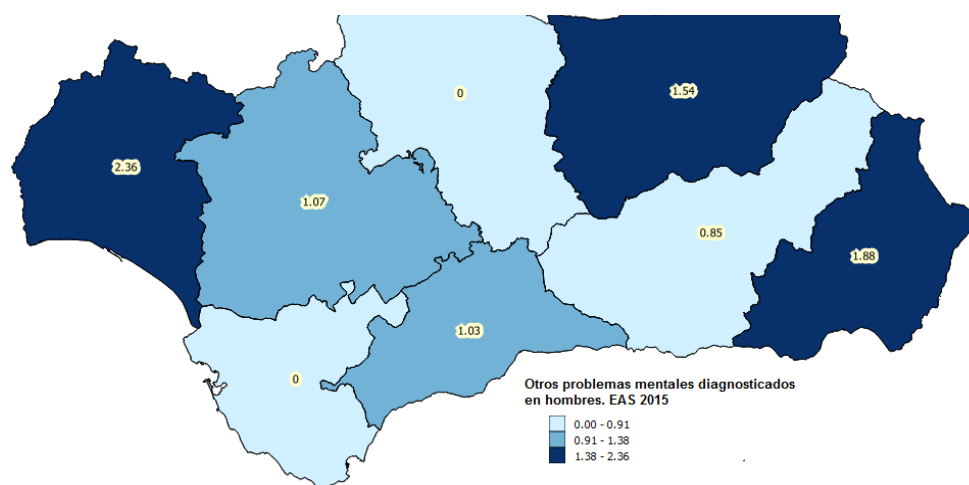 0
1.54
2.36
1.07
0.85
1.88
1.03
0
Otros problemas mentales diagnosticados
en hombres. EAS 2015
0.00 - 0.91
0.91 - 1.38
1.38 - 2.36